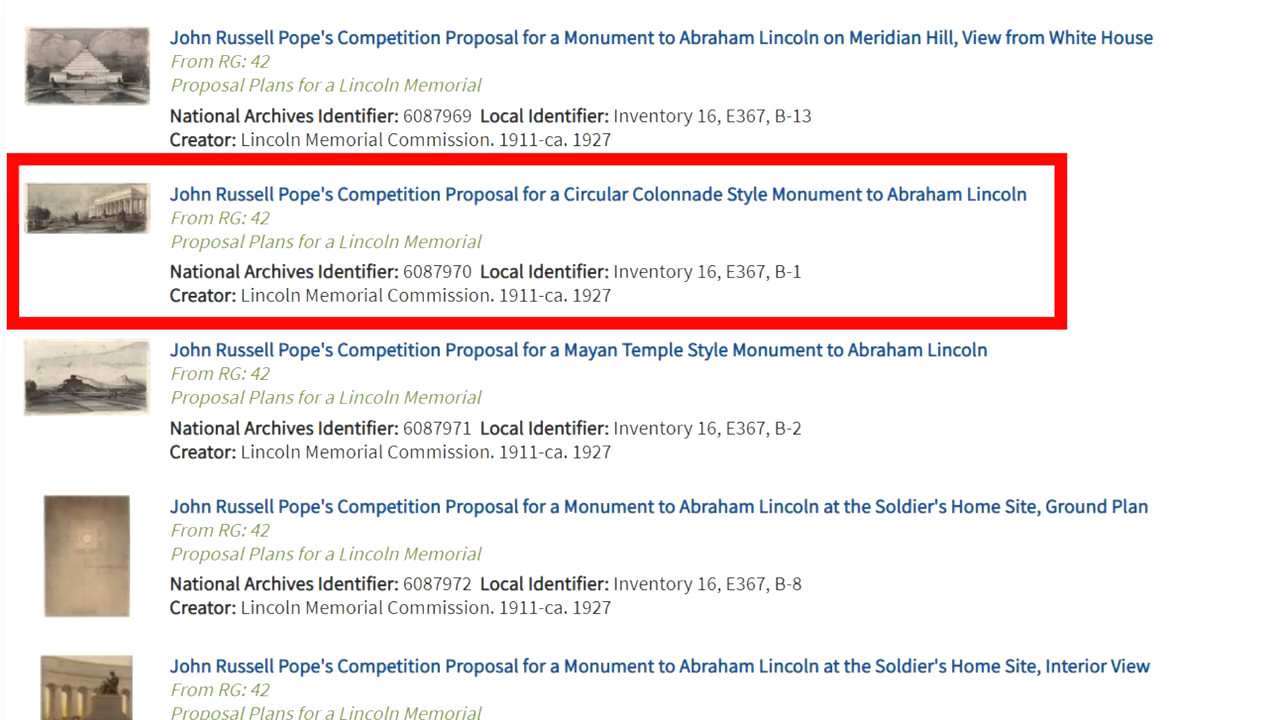 John Russell Pope's Competition Proposal for a Monument to Abraham Lincoln on Meridian Hill, View from White House
From RG: 42
Proposal Plans for a Lincoln Memorial
National Archives Identifier: 6087969 Local Identifier: Inventory 16, E367, B-13
Creator: Lincoln Memorial Commission. 1911-ca. 1927
John Russell Pope's Competition Proposal for a Circular Colonnade Style Monument to Abraham Lincoln
From RG: 42
Proposal Plans for a Lincoln Memorial
National Archives Identifier: 6087970 Local Identifier: Inventory 16, E367, B-1
Creator: Lincoln Memorial Commission. 1911-ca. 1927
John Russell Pope's Competition Proposal for a Mayan Temple Style Monument to Abraham Lincoln
From RG: 42
Proposal Plans for a Lincoln Memorial
National Archives Identifier: 6087971 Local Identifier: Inventory 16, E367, B-2
Creator: Lincoln Memorial Commission. 1911-ca. 1927
John Russell Pope's Competition Proposal for a Monument to Abraham Lincoln at the Soldier's Home Site, Ground Plan
From RG: 42
Proposal Plans for a Lincoln Memorial
National Archives Identifier: 6087972 Local Identifier: Inventory 16, E367, B-8
Creator: Lincoln Memorial Commission. 1911-ca. 1927
John Russell Pope's Competition Proposal for a Monument to Abraham Lincoln at the Soldier's Home Site, Interior View
From RG: 42
Proposal Plans for a Lincoln Memorial